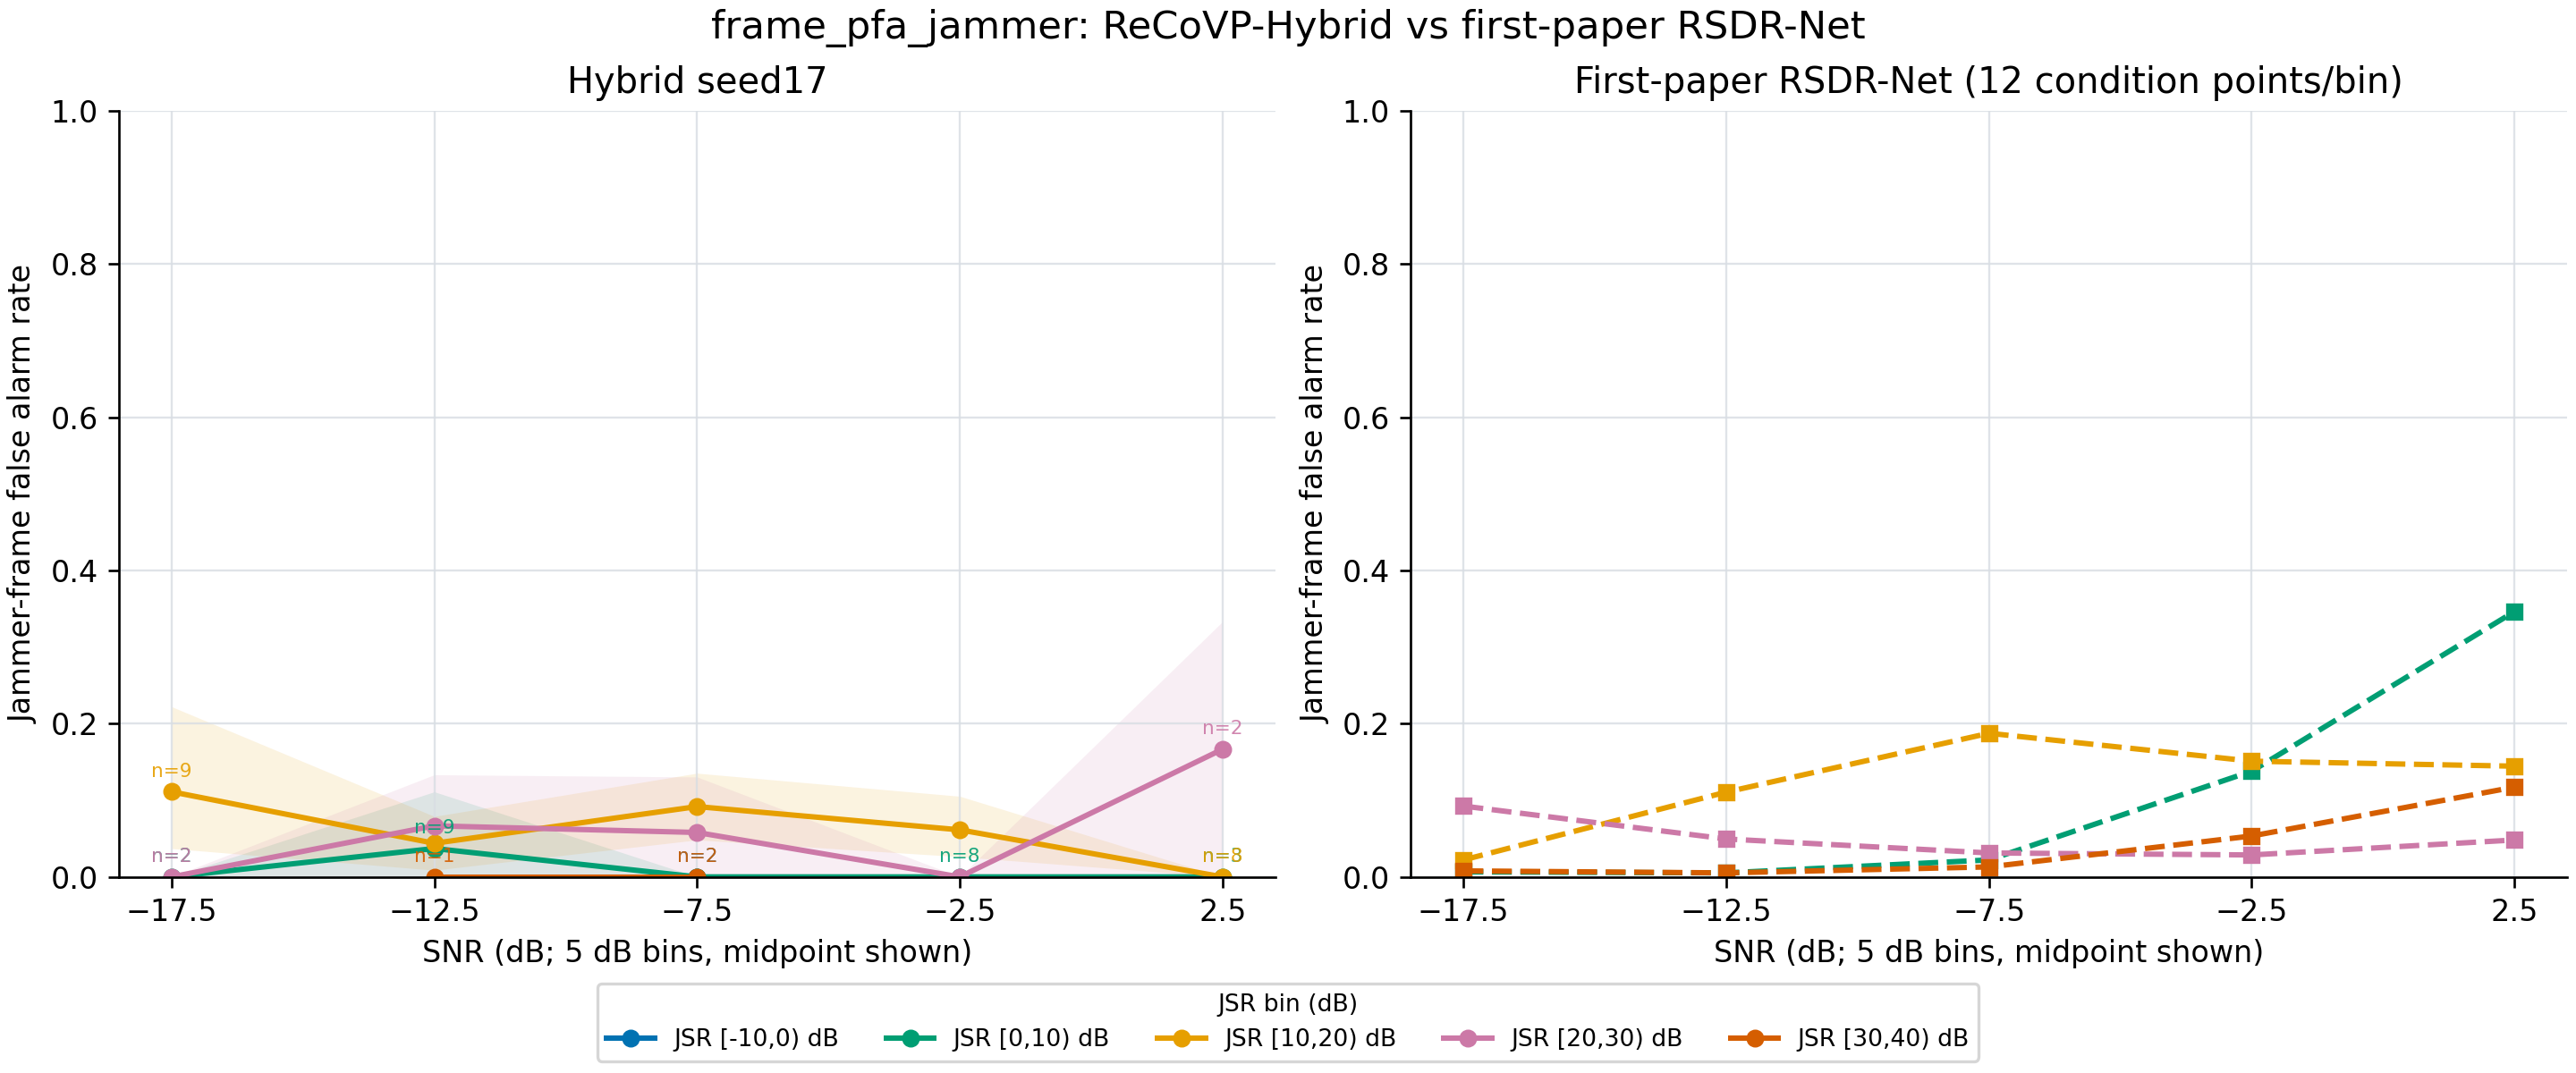 frame_pfa_jammer: ReCoVP-Hybrid vs first-paper RSDR-Net
Hybrid seed17
Jammer-frame false alarm rate
1.0
0.8
0.6
0.4
0.2
0.0
n=9
n=2
n=9
n=1
n=2
n=8
n=2
−17.5
−12.5
−7.5
−2.5
2.5
SNR (dB; 5 dB bins, midpoint shown)
First-paper RSDR-Net (12 condition points/bin)
Jammer-frame false alarm rate
1.0
0.8
0.6
0.4
0.2
0.0
−17.5
−12.5
−7.5
−2.5
2.5
SNR (dB; 5 dB bins, midpoint shown)
JSR bin (dB)
JSR [-10,0) dB
JSR [0,10) dB
JSR [10,20) dB
JSR [20,30) dB
JSR [30,40) dB